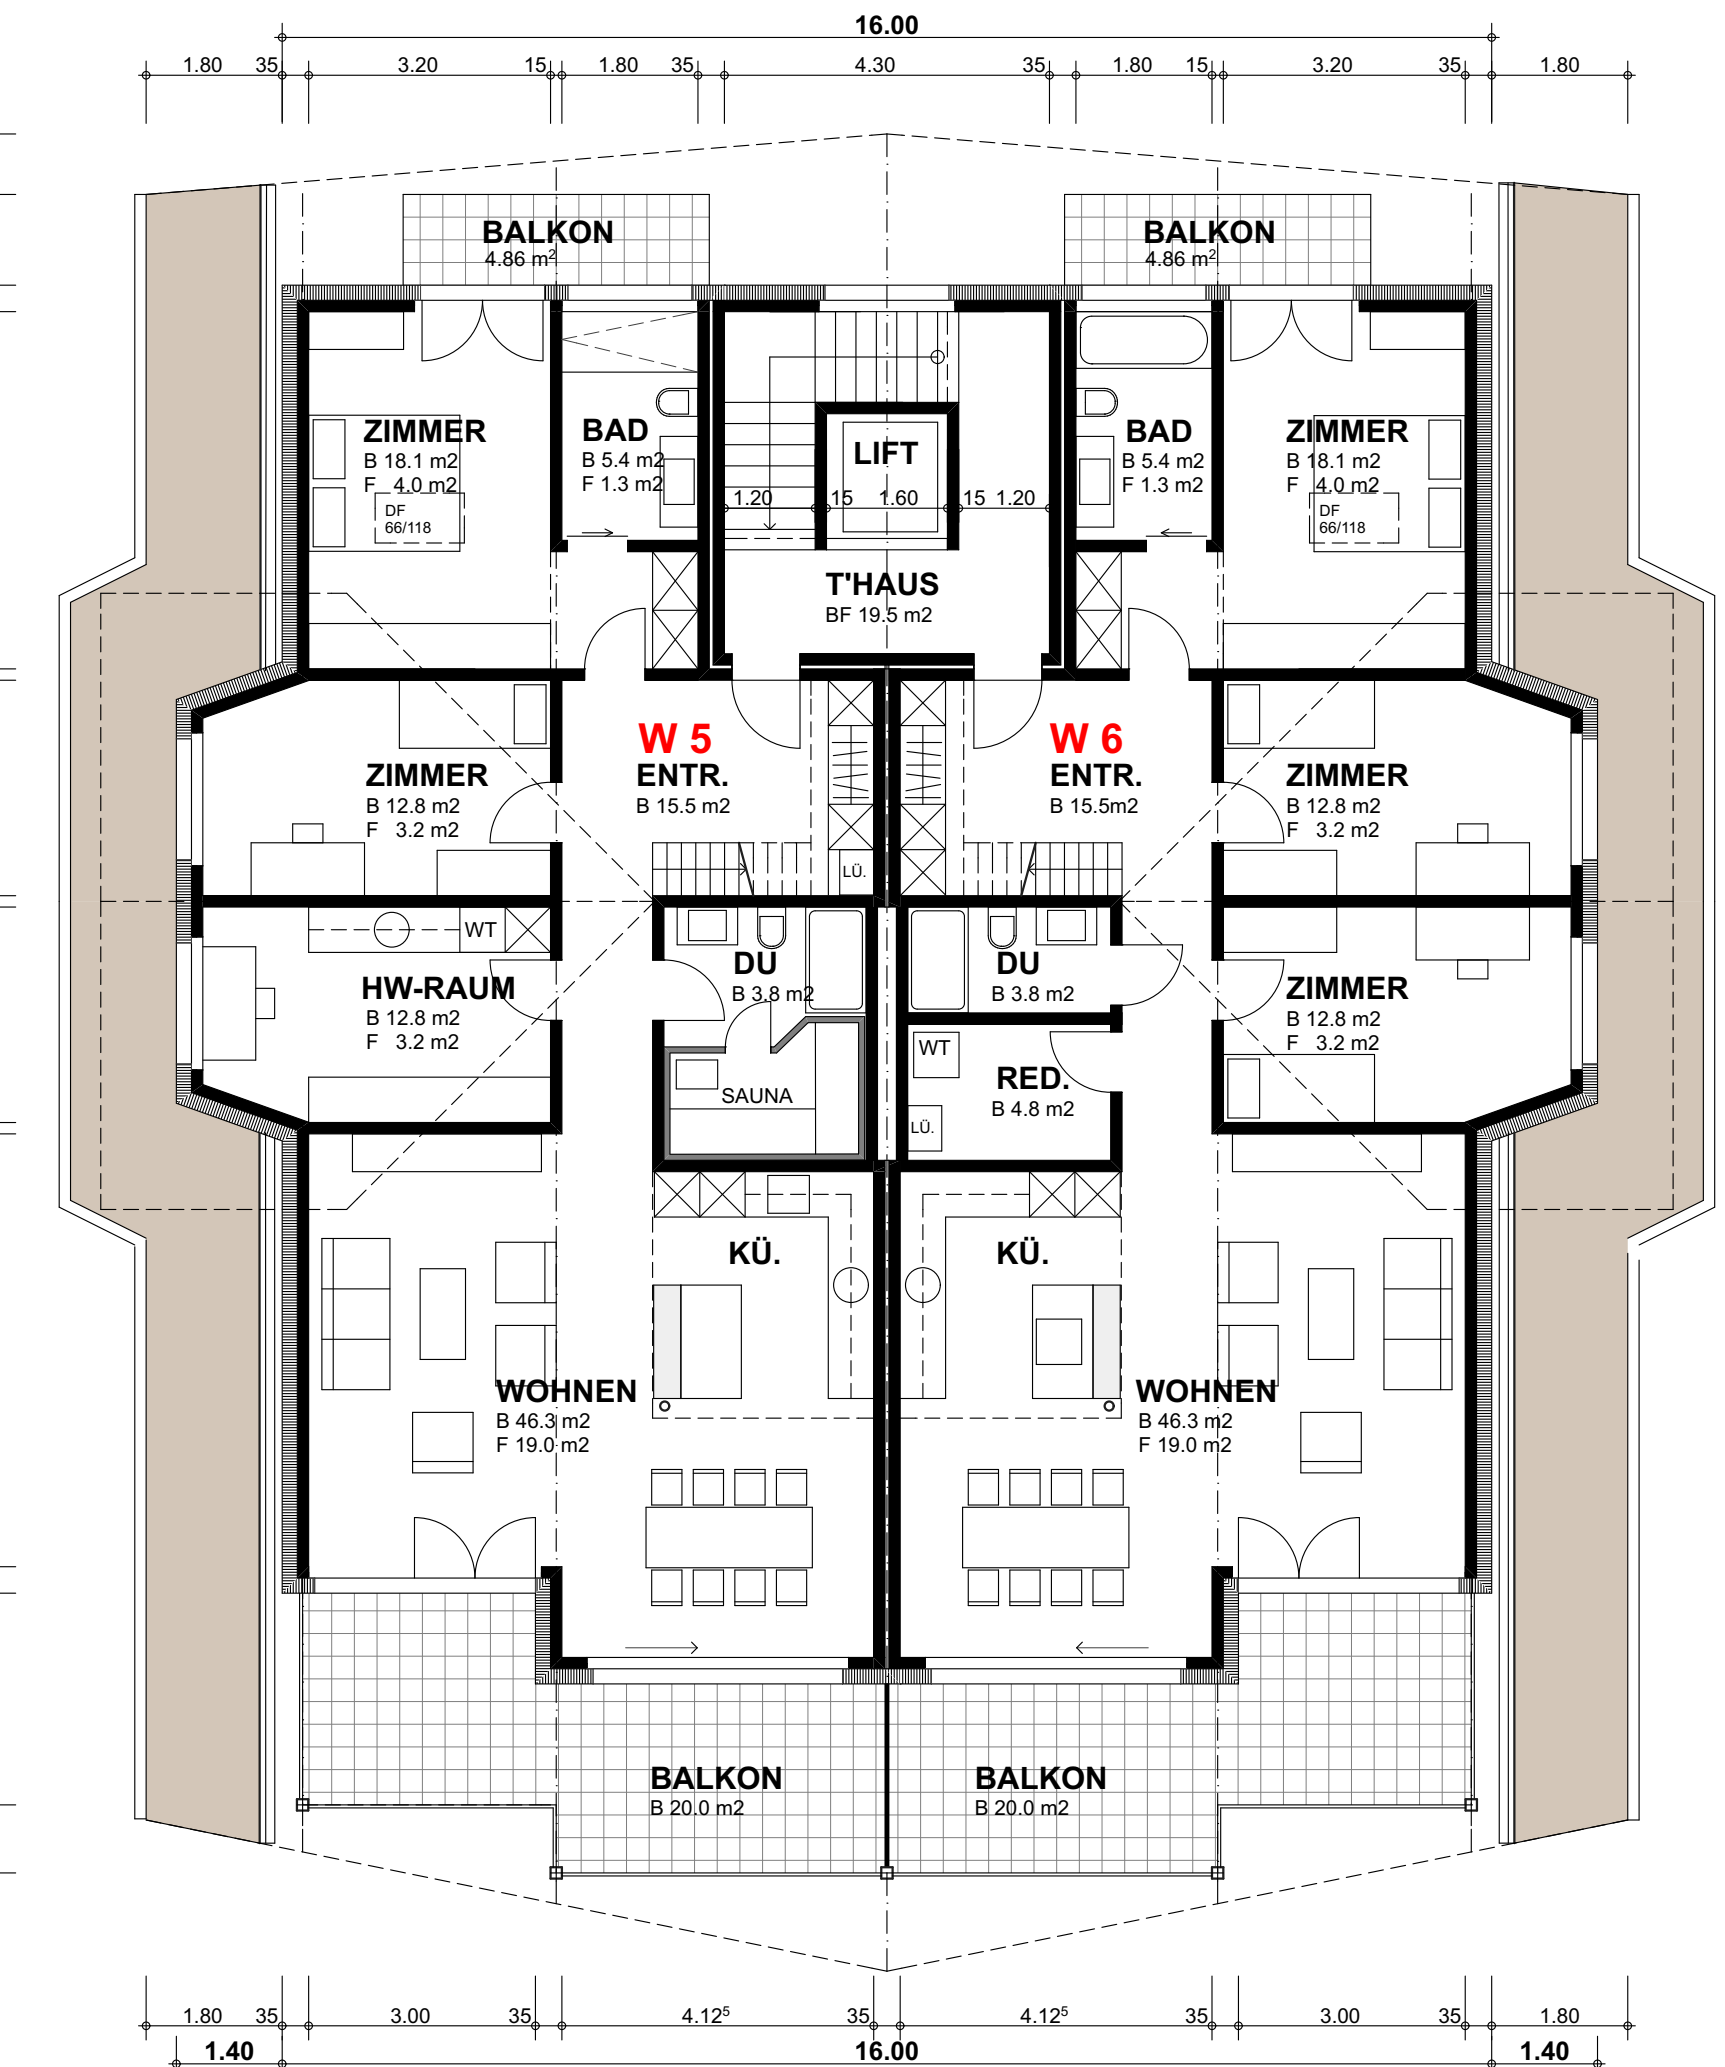 16.00
1.80 35 3.20 15 1.80 35 4.30 35 1.80 15 3.20 35 1.80
BALKON
4.86 m²
BALKON
4.86 m²
ZIMMER
B 18.1 m2
F 4.0 m2
DF
66/118
BAD
B 5.4 m2
F 1.3 m2
LIFT
1.20 15 1.60 15 1.20
T'HAUS
BF 19.5 m2
BAD
B 5.4 m2
F 1.3 m2
ZIMMER
B 18.1 m2
F 4.0 m2
DF
66/118
ZIMMER
B 12.8 m2
F 3.2 m2
W 5
ENTR.
B 15.5 m2
LÜ.
W 6
ENTR.
B 15.5m2
ZIMMER
B 12.8 m2
F 3.2 m2
WT
HW-RAUM
B 12.8 m2
F 3.2 m2
DU
B 3.8 m2
SAUNA
DU
B 3.8 m2
WT
RED.
B 4.8 m2
LÜ.
ZIMMER
B 12.8 m2
F 3.2 m2
KÜ.
KÜ.
WOHNEN
B 46.3 m2
F 19.0 m2
WOHNEN
B 46.3 m2
F 19.0 m2
BALKON
B 20.0 m2
BALKON
B 20.0 m2
1.80 35 3.00 35 4.12⁵ 35 4.12⁵ 35 3.00 35 1.80
1.40 16.00 1.40